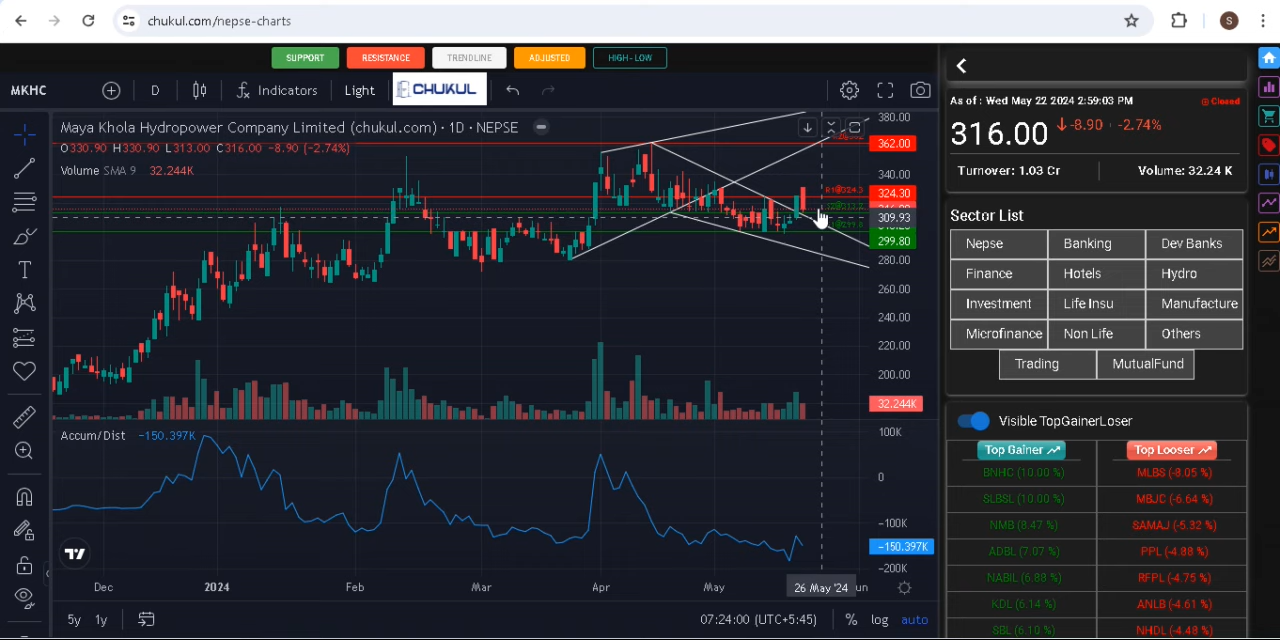 chukul.com/nepse-charts
S
SUPPORT RESISTANCE TRENDLINE ADJUSTED HIGH-LOW
MKHC D Indicators Light CHUKUL
Maya Khola Hydropower Company Limited (chukul.com) · 1D · NEPSE
O330.90 H330.90 L313.00 C316.00 -8.90 (-2.74%)
Volume SMA 9 32.244K
380.00
362.00
340.00
324.30
309.93
299.80
280.00
260.00
240.00
220.00
200.00
32.244K
Accum/Dist -150.397K
100K
0
-100K
-150.397K
-200K
Dec 2024 Feb Mar Apr May 26 May '24
5y 1y 07:24:00 (UTC+5:45) % log auto
As of : Wed May 22 2024 2:59:03 PM Closed
316.00 -8.90 -2.74%
Turnover: 1.03 Cr Volume: 32.24 K
Sector List
Nepse Banking Dev Banks
Finance Hotels Hydro
Investment Life Insu Manufacture
Microfinance Non Life Others
Trading MutualFund
Visible TopGainerLoser
Top Gainer Top Looser
BNHC (10.00 %) MLBS (-8.05 %)
SLBSL (10.00 %) MBJC (-6.64 %)
NMB (8.47 %) SAMAJ (-5.32 %)
ADBL (7.07 %) PPL (-4.88 %)
NABIL (6.88 %) RFPL (-4.75 %)
KDL (6.14 %) ANLB (-4.61 %)
SBL (6.10 %) NHDL (-4.48 %)